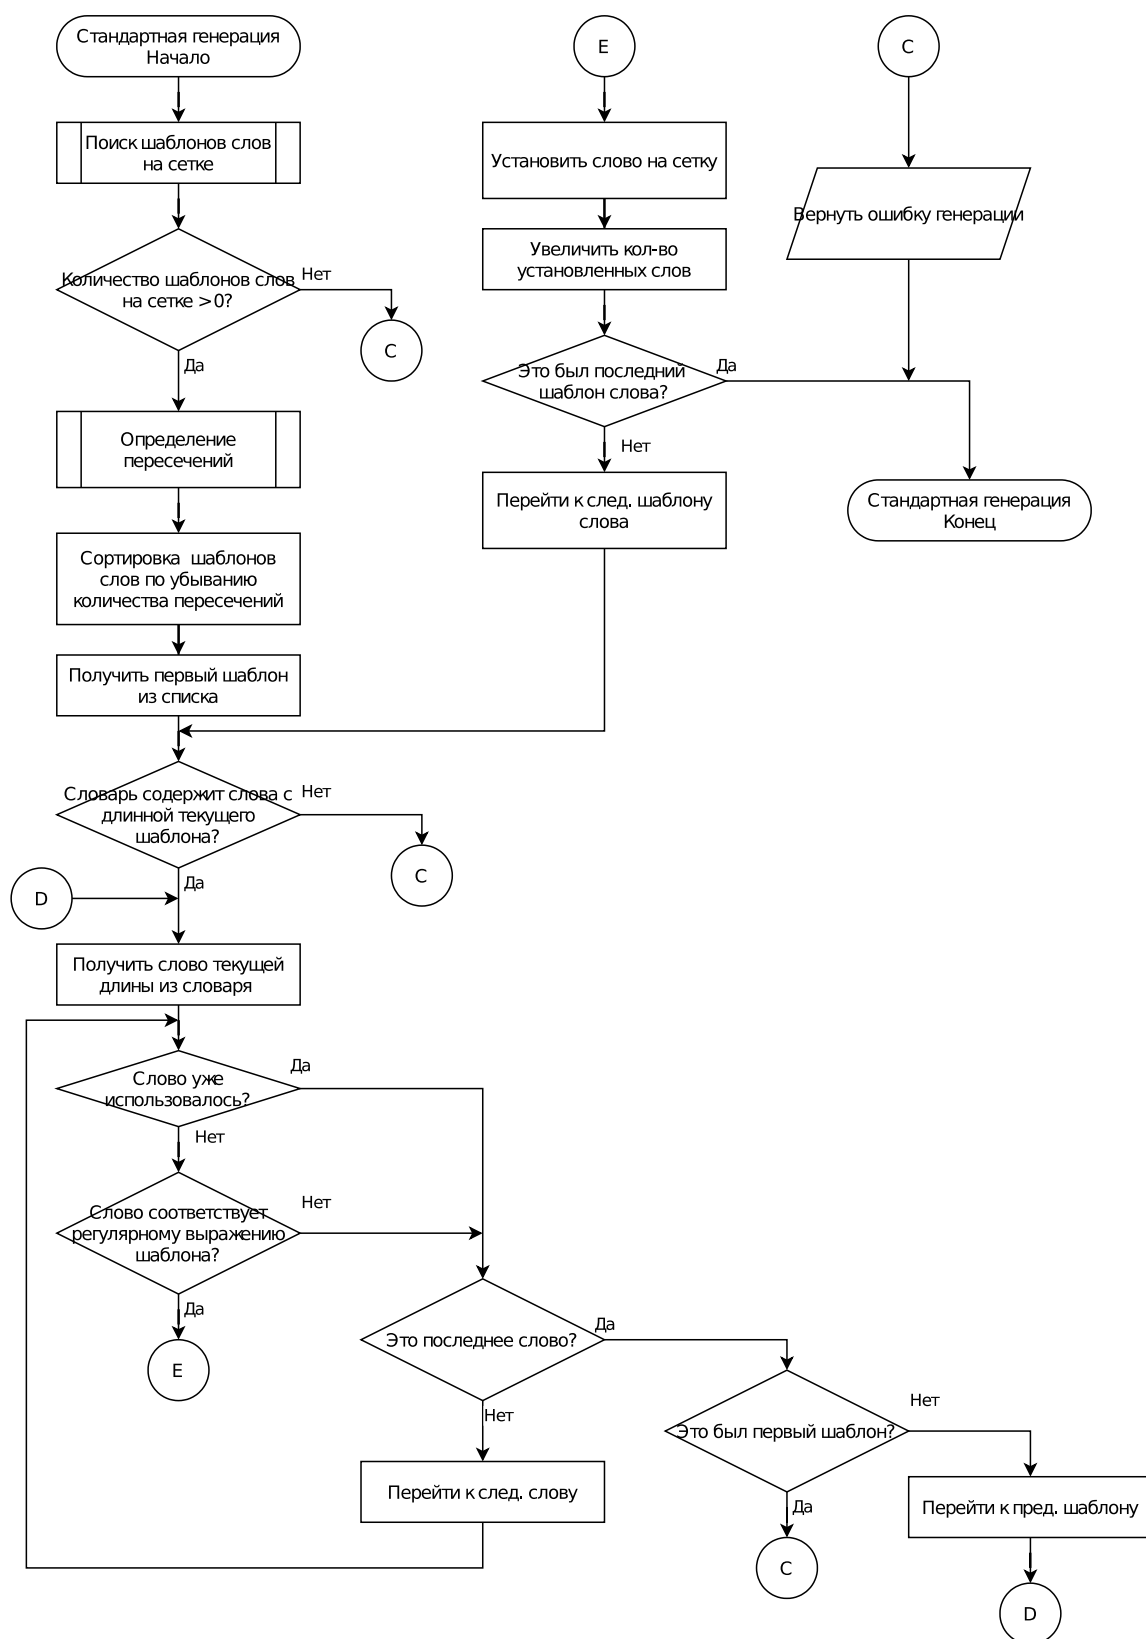 Стандартная генерация
Начало
Поиск шаблонов слов
на сетке
Количество шаблонов слов
на сетке > 0?
Нет
C
Да
Определение
пересечений
Сортировка шаблонов
слов по убыванию
количества пересечений
Получить первый шаблон
из списка
Словарь содержит слова с
длинной текущего
шаблона?
Нет
C
Да
D
Получить слово текущей
длины из словаря
Слово уже
использовалось?
Да
Нет
Слово соответствует
регулярному выражению
шаблона?
Нет
Да
E
Это последнее слово?
Да
Нет
Перейти к след. слову
Это был первый шаблон?
Нет
Да
C
Перейти к пред. шаблону
D
E
Установить слово на сетку
Увеличить кол-во
установленных слов
Это был последний
шаблон слова?
Да
Нет
Перейти к след. шаблону
слова
C
Вернуть ошибку генерации
Стандартная генерация
Конец